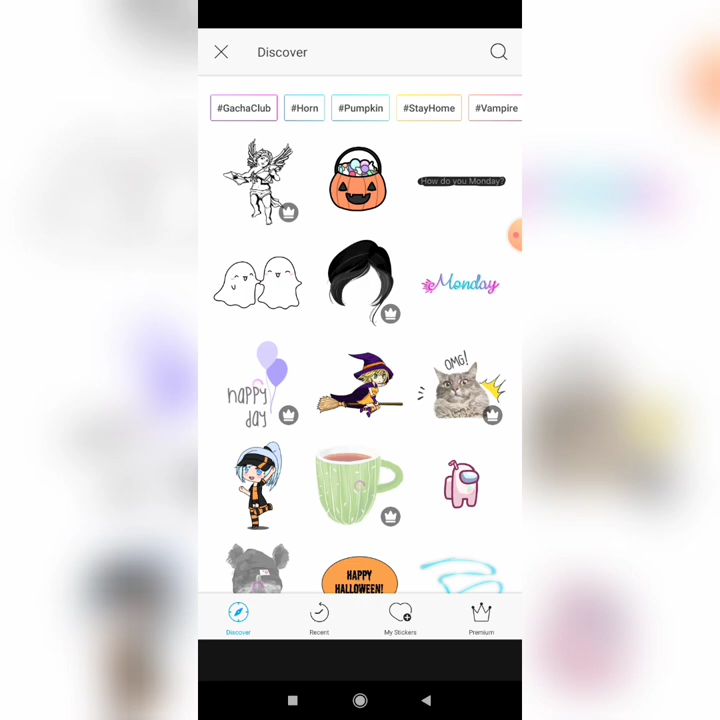 Discover
#GachaClub
#Horn
#Pumpkin
#StayHome
#Vampire
How do you Monday?
Monday
happy
day
OMG!
HAPPY
HALLOWEEN!
Discover
Recent
My Stickers
Premium